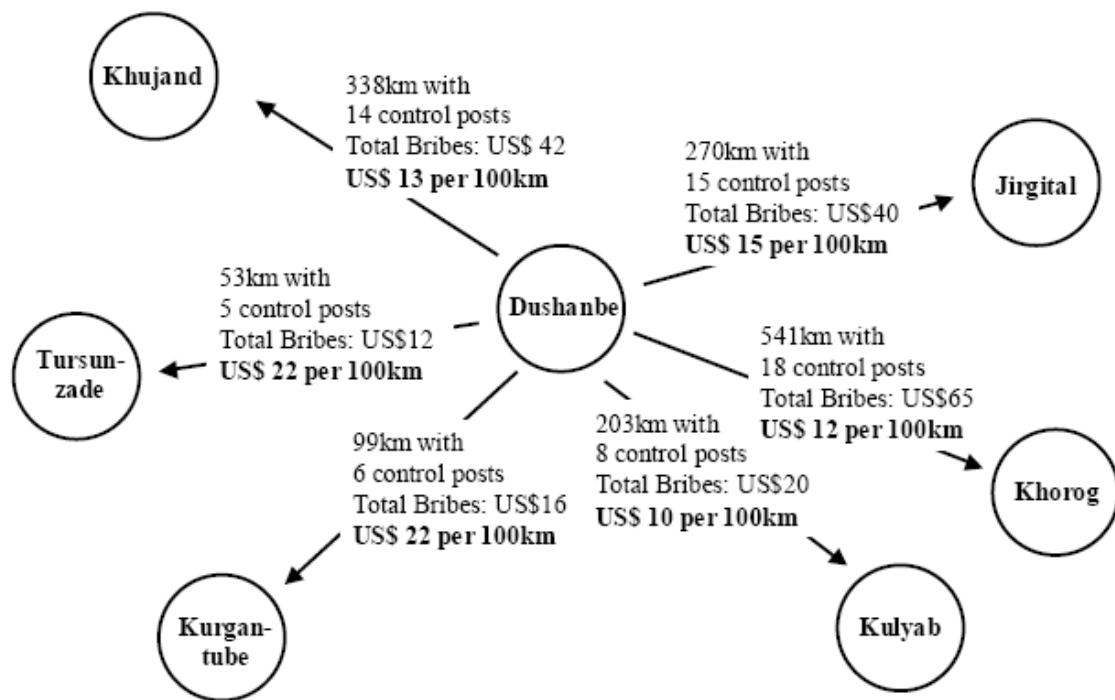 Khujand
338km with
14 control posts
Total Bribes: US$ 42
US$ 13 per 100km
270km with
15 control posts
Total Bribes: US$40
US$ 15 per 100km
Jirgital
Dushanbe
53km with
5 control posts
Total Bribes: US$12
US$ 22 per 100km
Tursun-
zade
541km with
18 control posts
Total Bribes: US$65
US$ 12 per 100km
Khorog
99km with
6 control posts
Total Bribes: US$16
US$ 22 per 100km
Kurgan-
tube
203km with
8 control posts
Total Bribes: US$20
US$ 10 per 100km
Kulyab